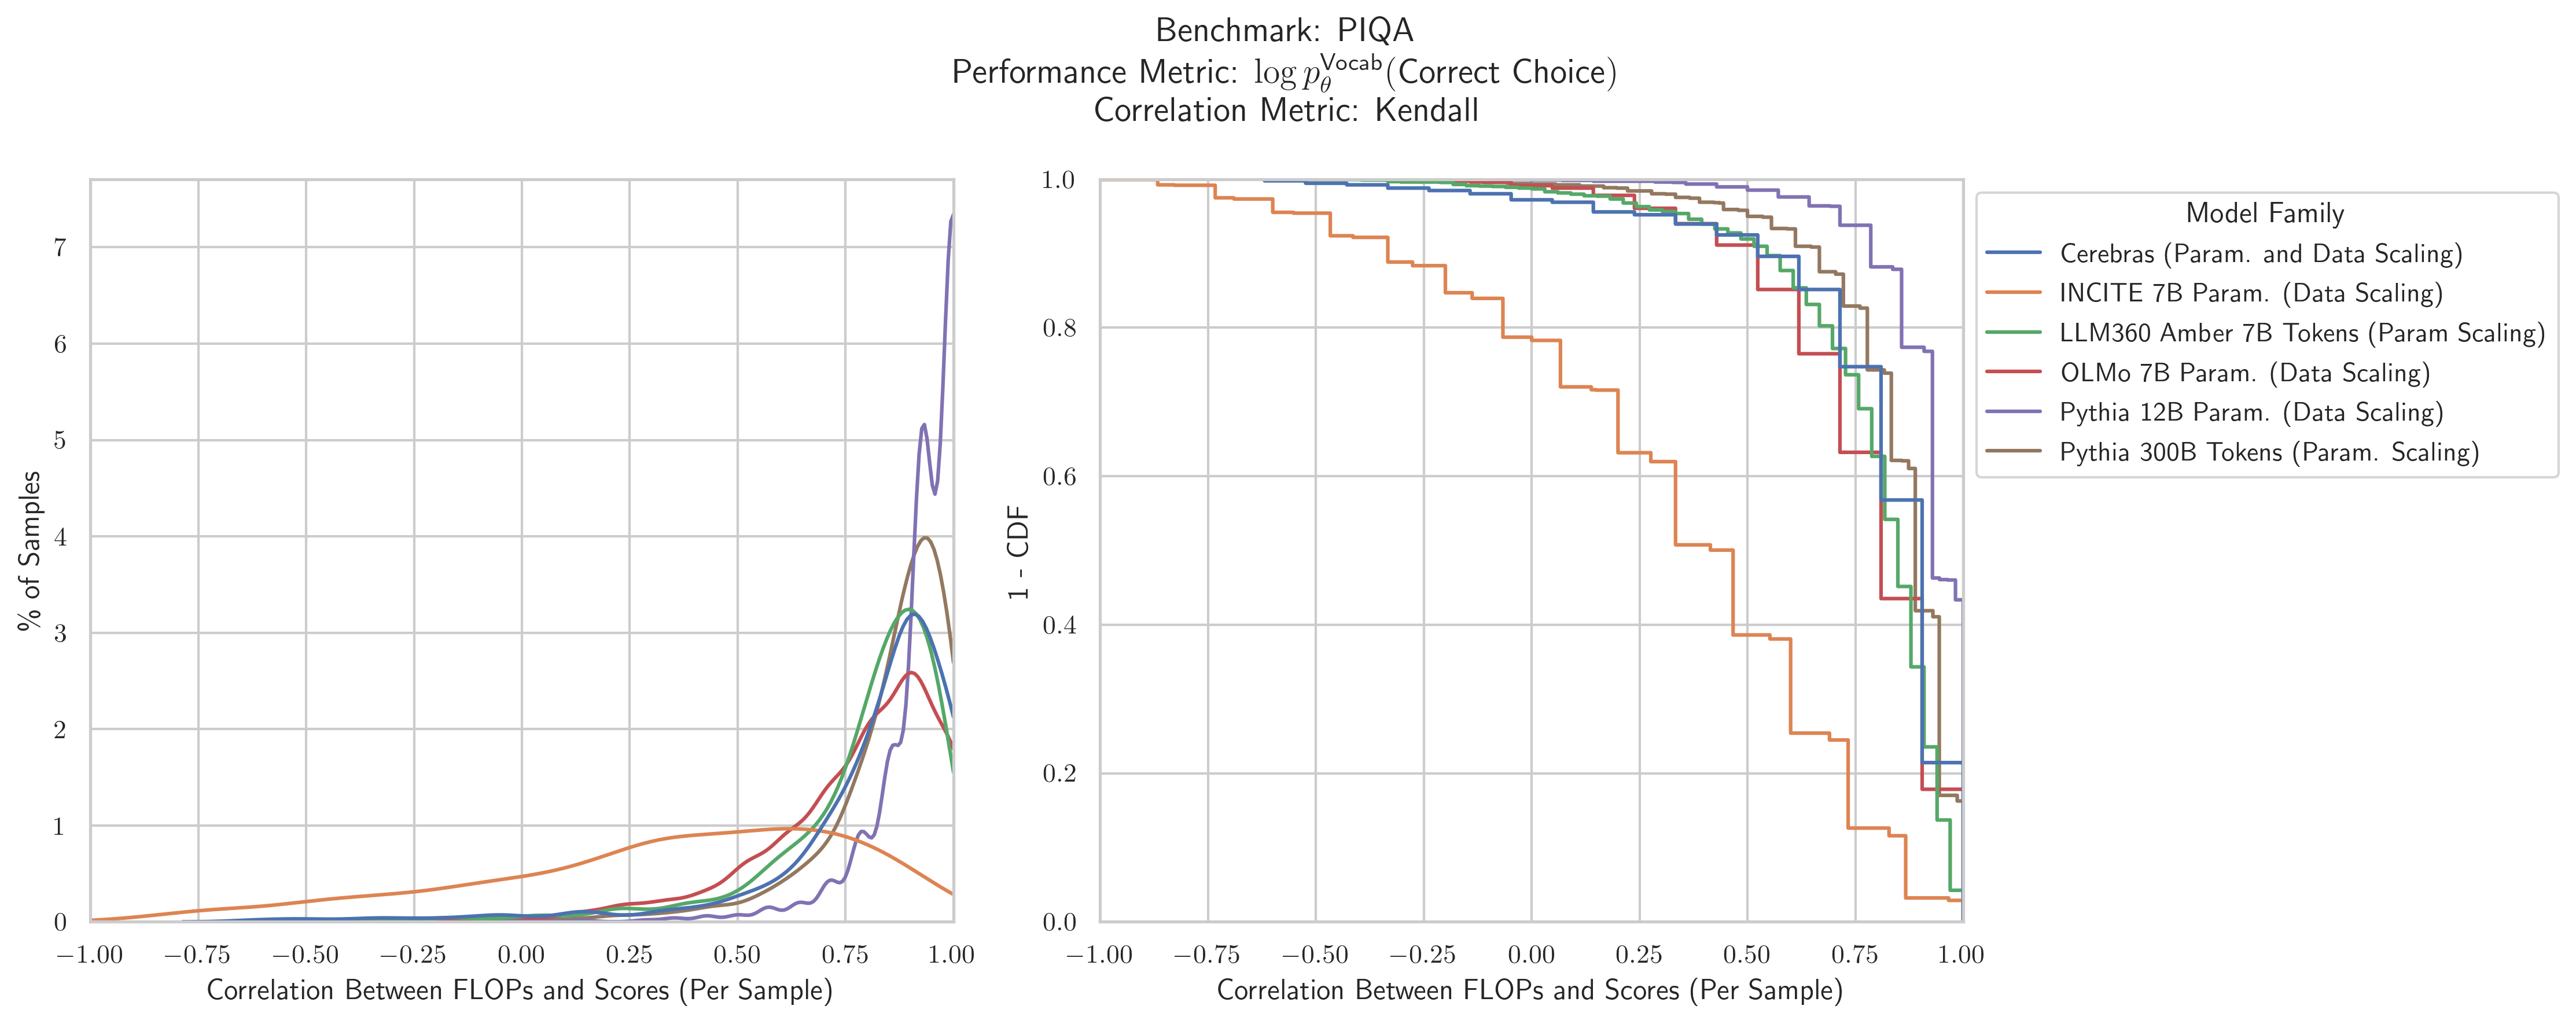 Benchmark: PIQA
Performance Metric: log p_θ^Vocab(Correct Choice)
Correlation Metric: Kendall
% of Samples
7
6
5
4
3
2
1
0
−1.00 −0.75 −0.50 −0.25 0.00 0.25 0.50 0.75 1.00
Correlation Between FLOPs and Scores (Per Sample)
1 - CDF
1.0
0.8
0.6
0.4
0.2
0.0
−1.00 −0.75 −0.50 −0.25 0.00 0.25 0.50 0.75 1.00
Correlation Between FLOPs and Scores (Per Sample)
Model Family
Cerebras (Param. and Data Scaling)
INCITE 7B Param. (Data Scaling)
LLM360 Amber 7B Tokens (Param Scaling)
OLMo 7B Param. (Data Scaling)
Pythia 12B Param. (Data Scaling)
Pythia 300B Tokens (Param. Scaling)